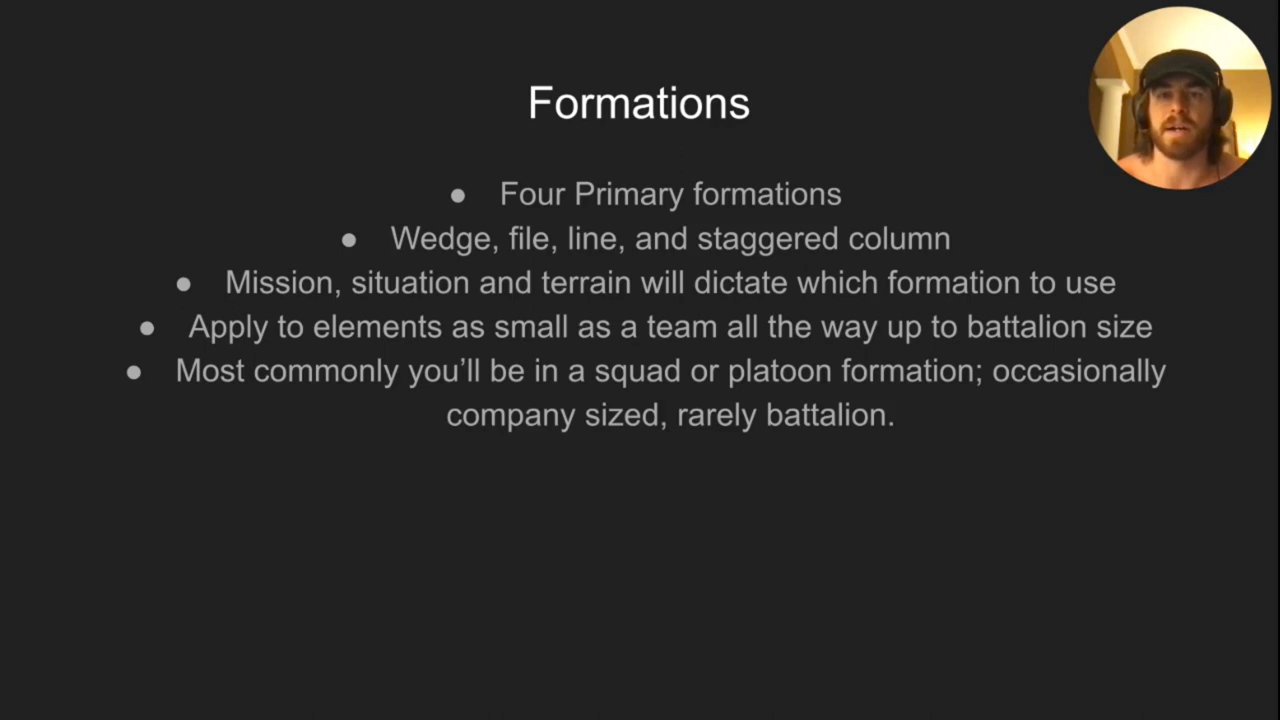 Formations
● Four Primary formations
● Wedge, file, line, and staggered column
● Mission, situation and terrain will dictate which formation to use
● Apply to elements as small as a team all the way up to battalion size
● Most commonly you’ll be in a squad or platoon formation; occasionally
company sized, rarely battalion.